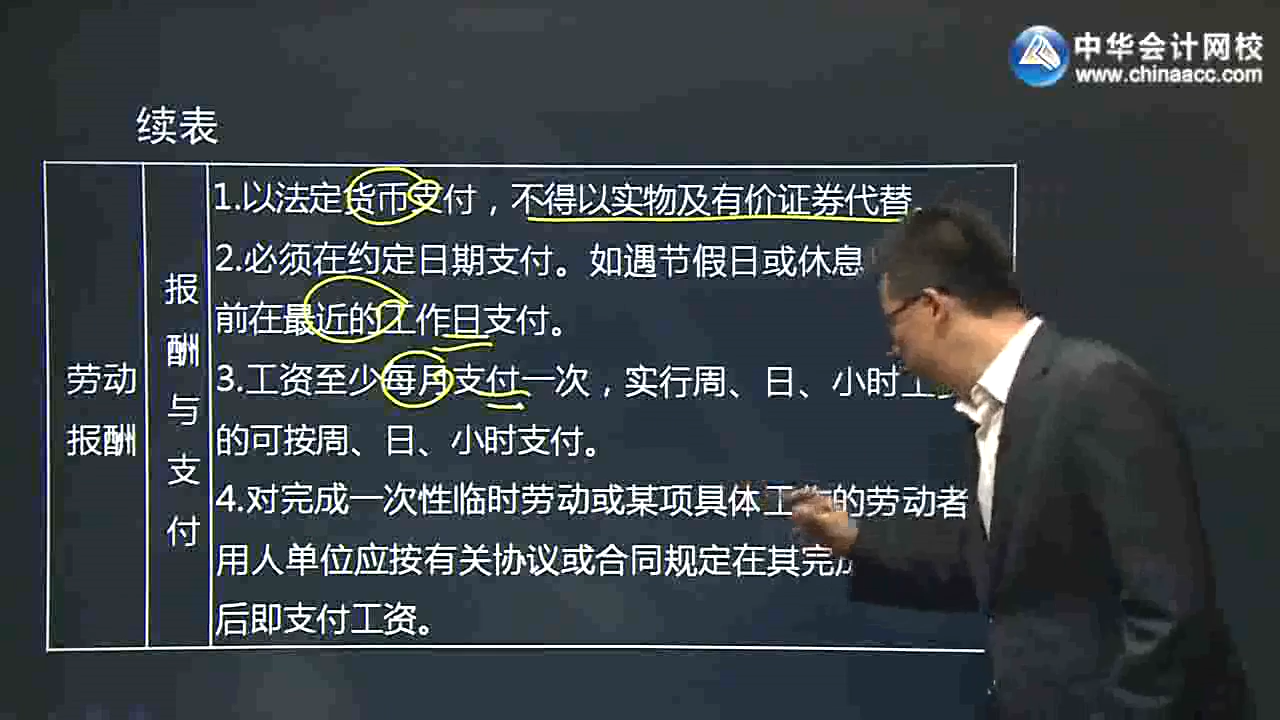 中华会计网校
www.chinaacc.com
续表
劳动
报酬
报
酬
与
支
付
1.以法定货币支付，不得以实物及有价证券代替。
2.必须在约定日期支付。如遇节假日或休息
前在最近的工作日支付。
3.工资至少每月支付一次，实行周、日、小时工
的可按周、日、小时支付。
4.对完成一次性临时劳动或某项具体工作的劳动者
用人单位应按有关协议或合同规定在其完
后即支付工资。